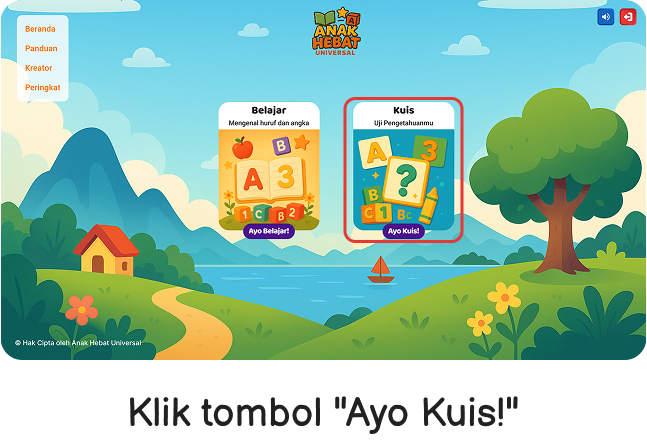 Beranda
Panduan
Kreator
Peringkat
ANAK
HEBAT
UNIVERSAL
Belajar
Mengenal huruf dan angka
B
A 3
1 C B 2
Ayo Belajar!
Kuis
Uji Pengetahuanmu
A 3
?
B
C 1 BC
Ayo Kuis!
© Hak Cipta oleh Anak Hebat Universal
Klik tombol "Ayo Kuis!"